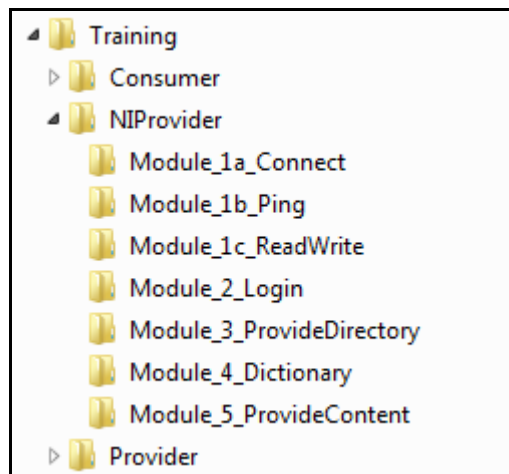 Training
Consumer
NIProvider
Module_1a_Connect
Module_1b_Ping
Module_1c_ReadWrite
Module_2_Login
Module_3_ProvideDirectory
Module_4_Dictionary
Module_5_ProvideContent
Provider